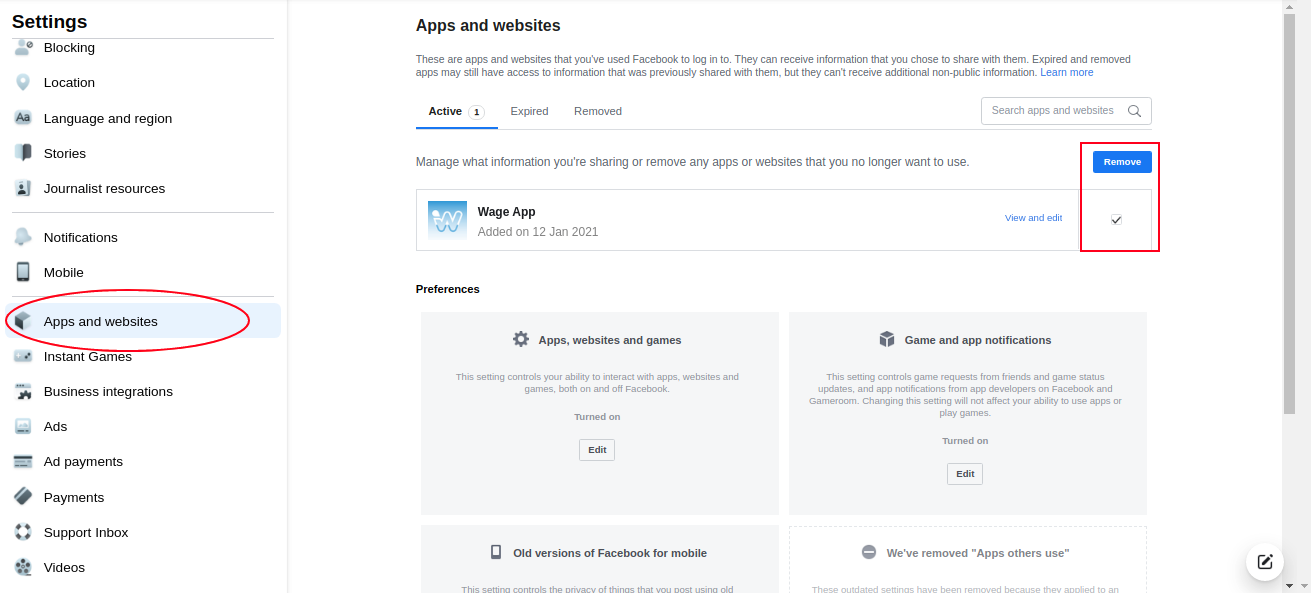 Settings
Blocking
Location
Aa
Language and region
Stories
Journalist resources
Notifications
Mobile
Apps and websites
Instant Games
Business integrations
Ads
Ad payments
Payments
Support Inbox
Videos
Apps and websites
These are apps and websites that you've used Facebook to log in to. They can receive information that you chose to share with them. Expired and removed
apps may still have access to information that was previously shared with them, but they can't receive additional non-public information. Learn more
Active 1 Expired Removed
Search apps and websites
Manage what information you're sharing or remove any apps or websites that you no longer want to use.
Remove
Wage App
Added on 12 Jan 2021
View and edit
Preferences
Apps, websites and games
This setting controls your ability to interact with apps, websites and
games, both on and off Facebook.
Turned on
Edit
Game and app notifications
This setting controls game requests from friends and game status
updates, and app notifications from app developers on Facebook and
Gameroom. Changing this setting will not affect your ability to use apps or
play games.
Turned on
Edit
Old versions of Facebook for mobile
This setting controls the privacy of things that you post using old
We've removed "Apps others use"
These outdated settings have been removed because they applied to an